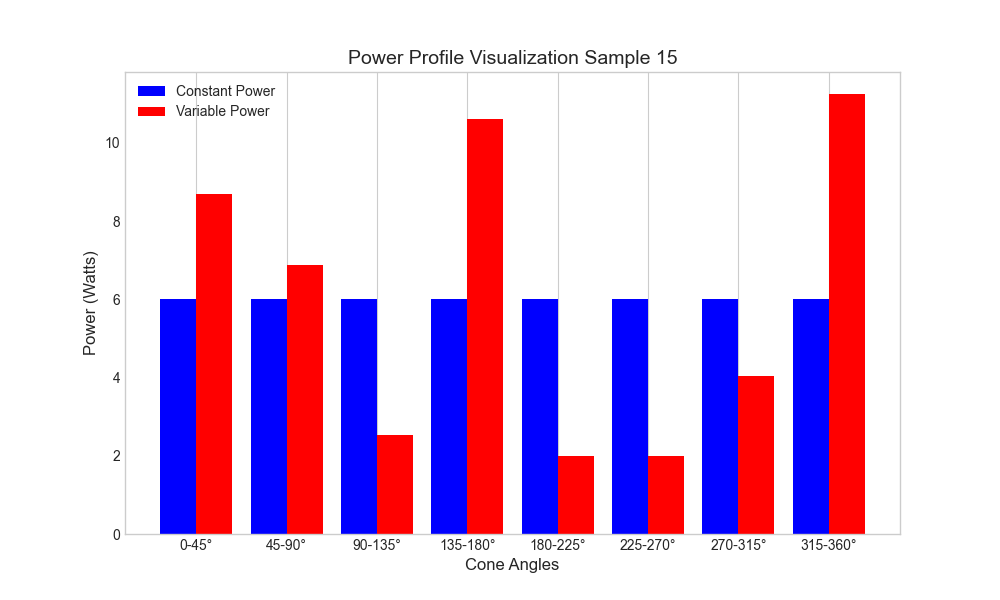 Power Profile Visualization Sample 15
Constant Power
Variable Power
Power (Watts)
10
8
6
4
2
0
0-45°
45-90°
90-135°
135-180°
180-225°
225-270°
270-315°
315-360°
Cone Angles